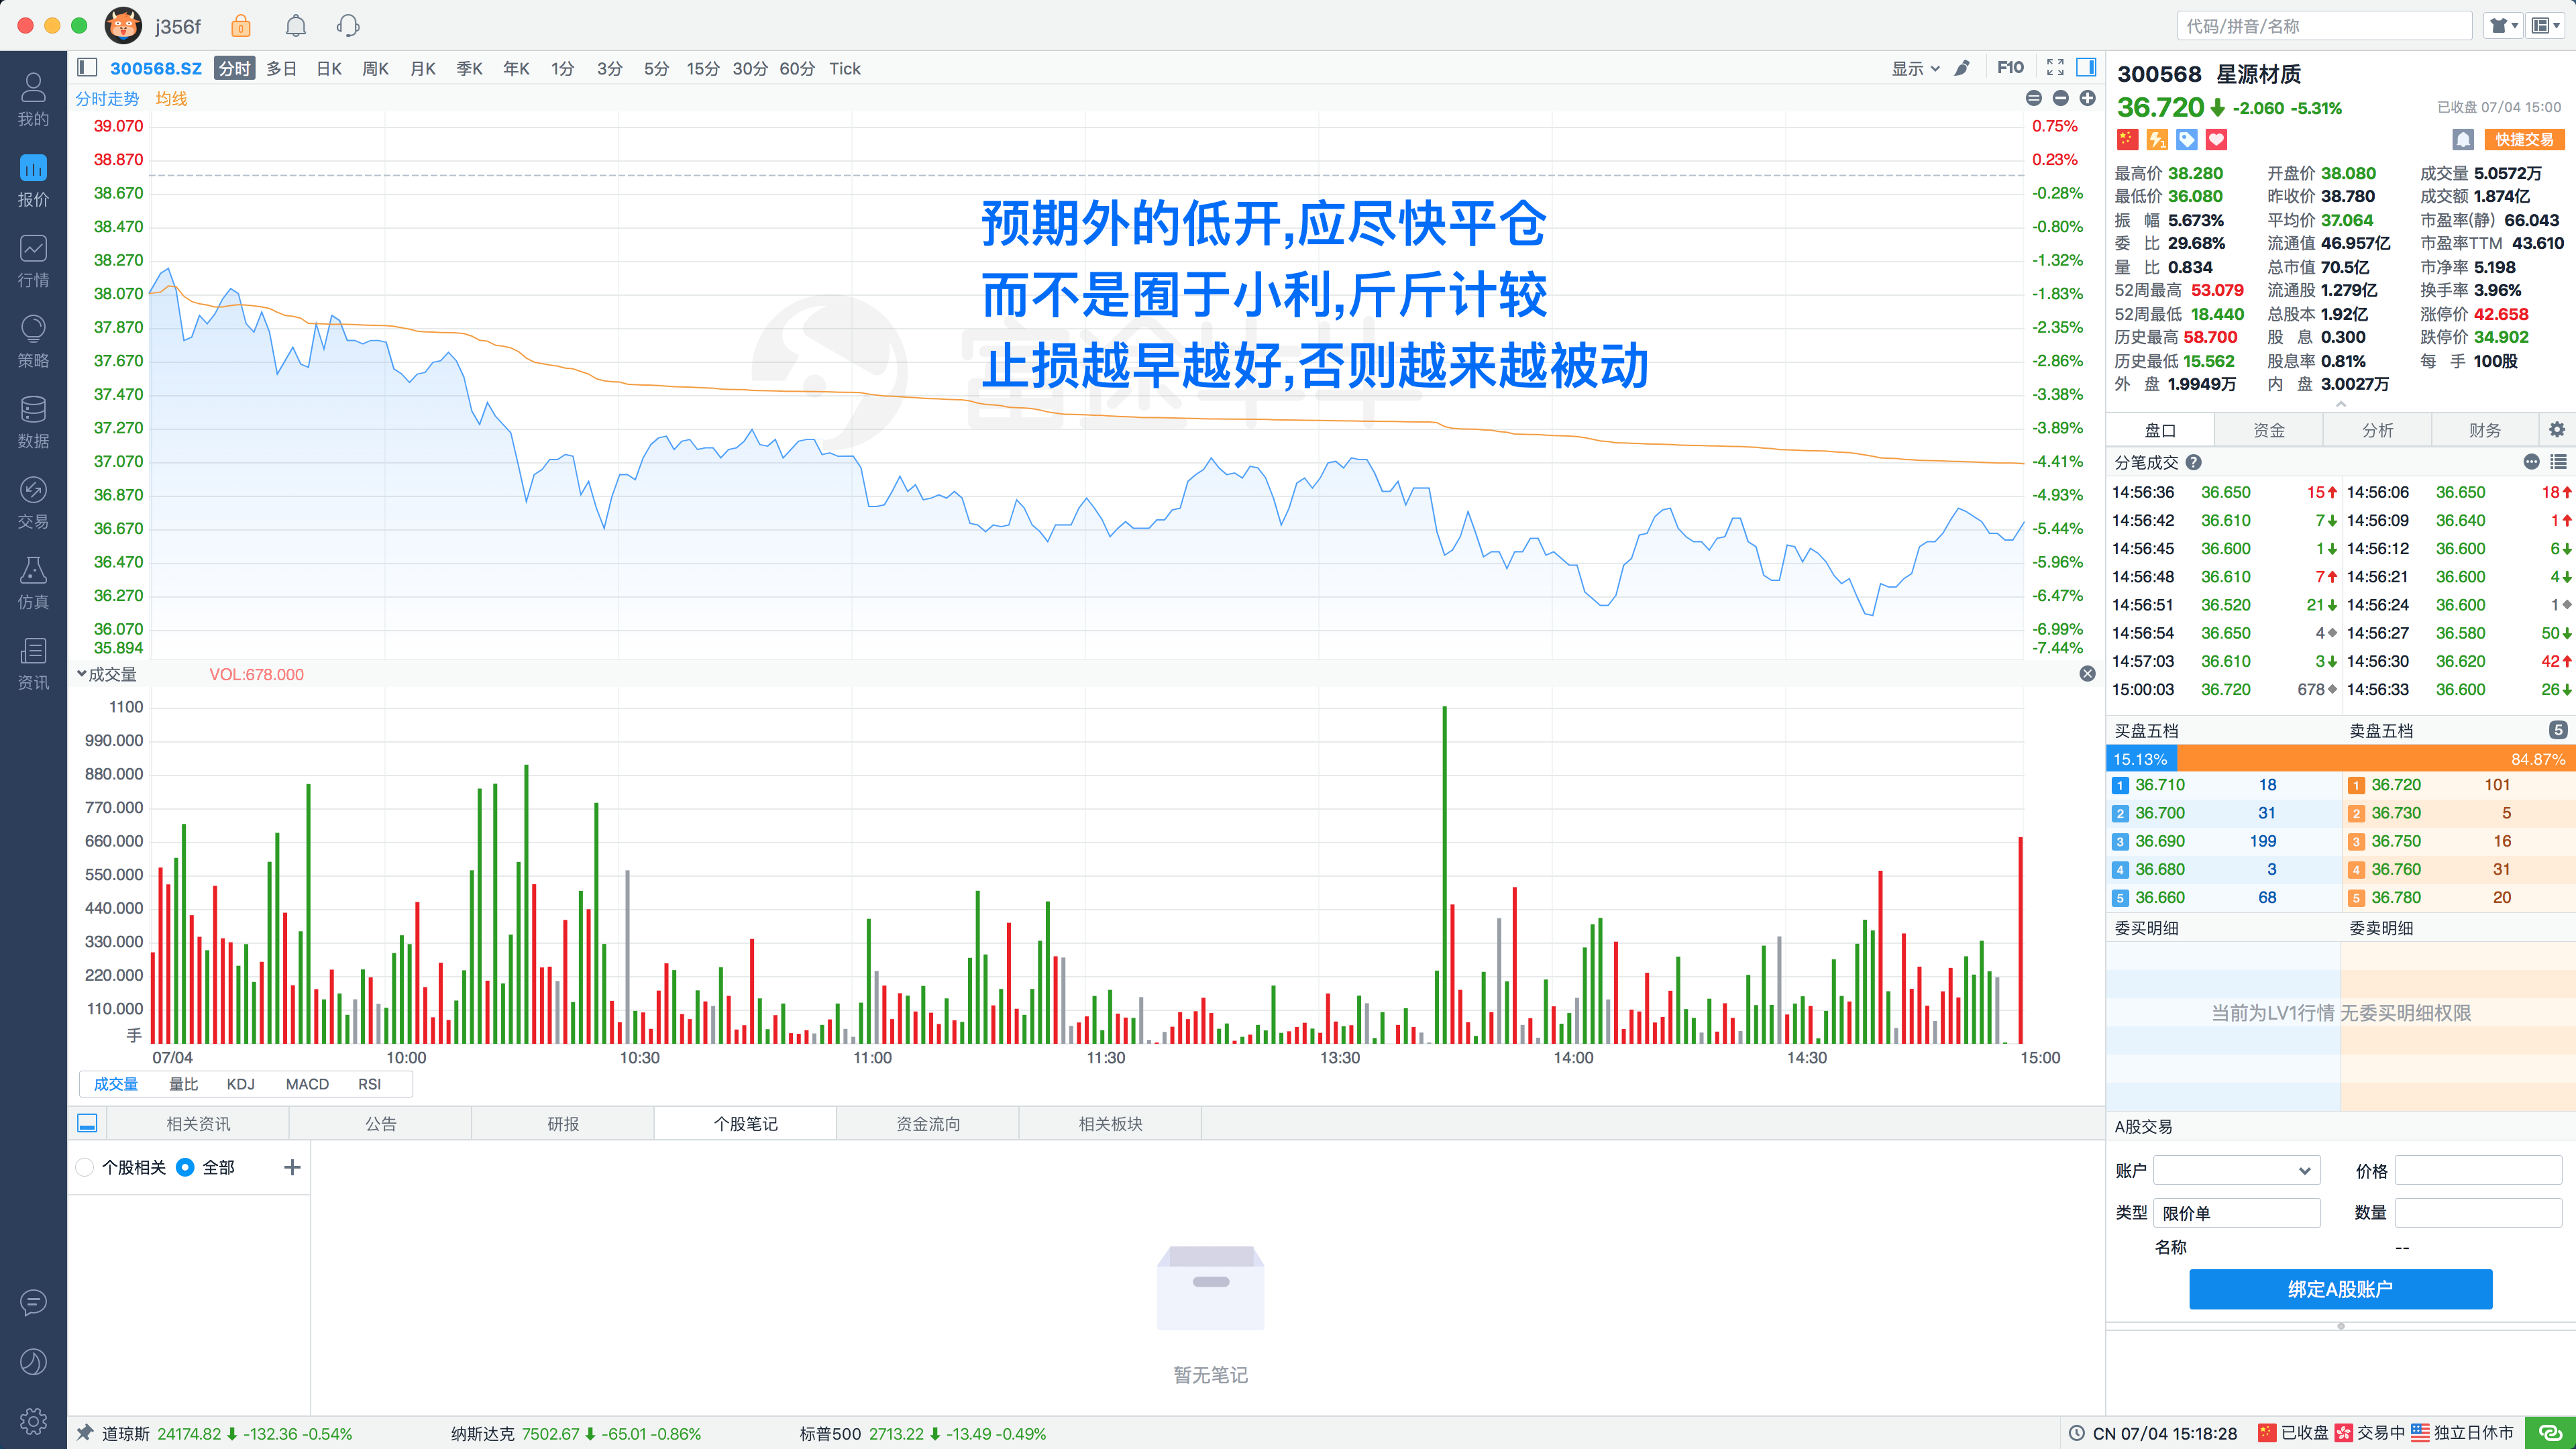 j356f
代码/拼音/名称
我的
报价
行情
策略
数据
交易
仿真
资讯
300568.SZ 分时 多日 日K 周K 月K 季K 年K 1分 3分 5分 15分 30分 60分 Tick 显示 F10
分时走势 均线
39.070 0.75%
38.870 0.23%
38.670 -0.28%
38.470 -0.80%
38.270 -1.32%
38.070 -1.83%
37.870 -2.35%
37.670 -2.86%
37.470 -3.38%
37.270 -3.89%
37.070 -4.41%
36.870 -4.93%
36.670 -5.44%
36.470 -5.96%
36.270 -6.47%
36.070 -6.99%
35.894 -7.44%
预期外的低开,应尽快平仓
而不是囿于小利,斤斤计较
止损越早越好,否则越来越被动
富途牛牛
成交量 VOL:678.000
1100
990.000
880.000
770.000
660.000
550.000
440.000
330.000
220.000
110.000
手
07/04 10:00 10:30 11:00 11:30 13:30 14:00 14:30 15:00
成交量 量比 KDJ MACD RSI
相关资讯 公告 研报 个股笔记 资金流向 相关板块
个股相关 全部
暂无笔记
300568 星源材质
36.720 -2.060 -5.31% 已收盘 07/04 15:00
快捷交易
最高价 38.280 开盘价 38.080 成交量 5.0572万
最低价 36.080 昨收价 38.780 成交额 1.874亿
振 幅 5.673% 平均价 37.064 市盈率(静) 66.043
委 比 29.68% 流通值 46.957亿 市盈率TTM 43.610
量 比 0.834 总市值 70.5亿 市净率 5.198
52周最高 53.079 流通股 1.279亿 换手率 3.96%
52周最低 18.440 总股本 1.92亿 涨停价 42.658
历史最高 58.700 股 息 0.300 跌停价 34.902
历史最低 15.562 股息率 0.81% 每 手 100股
外 盘 1.9949万 内 盘 3.0027万
盘口 资金 分析 财务
分笔成交
14:56:36 36.650 15 14:56:06 36.650 18
14:56:42 36.610 7 14:56:09 36.640 1
14:56:45 36.600 1 14:56:12 36.600 6
14:56:48 36.610 7 14:56:21 36.600 4
14:56:51 36.520 21 14:56:24 36.600 1
14:56:54 36.650 4 14:56:27 36.580 50
14:57:03 36.610 3 14:56:30 36.620 42
15:00:03 36.720 678 14:56:33 36.600 26
买盘五档 卖盘五档 5
15.13% 84.87%
1 36.710 18 1 36.720 101
2 36.700 31 2 36.730 5
3 36.690 199 3 36.750 16
4 36.680 3 4 36.760 31
5 36.660 68 5 36.780 20
委买明细 委卖明细
当前为LV1行情 无委买明细权限
A股交易
账户 价格
类型 限价单 数量
名称 --
绑定A股账户
道琼斯 24174.82 -132.36 -0.54% 纳斯达克 7502.67 -65.01 -0.86% 标普500 2713.22 -13.49 -0.49% CN 07/04 15:18:28 已收盘 交易中 独立日休市